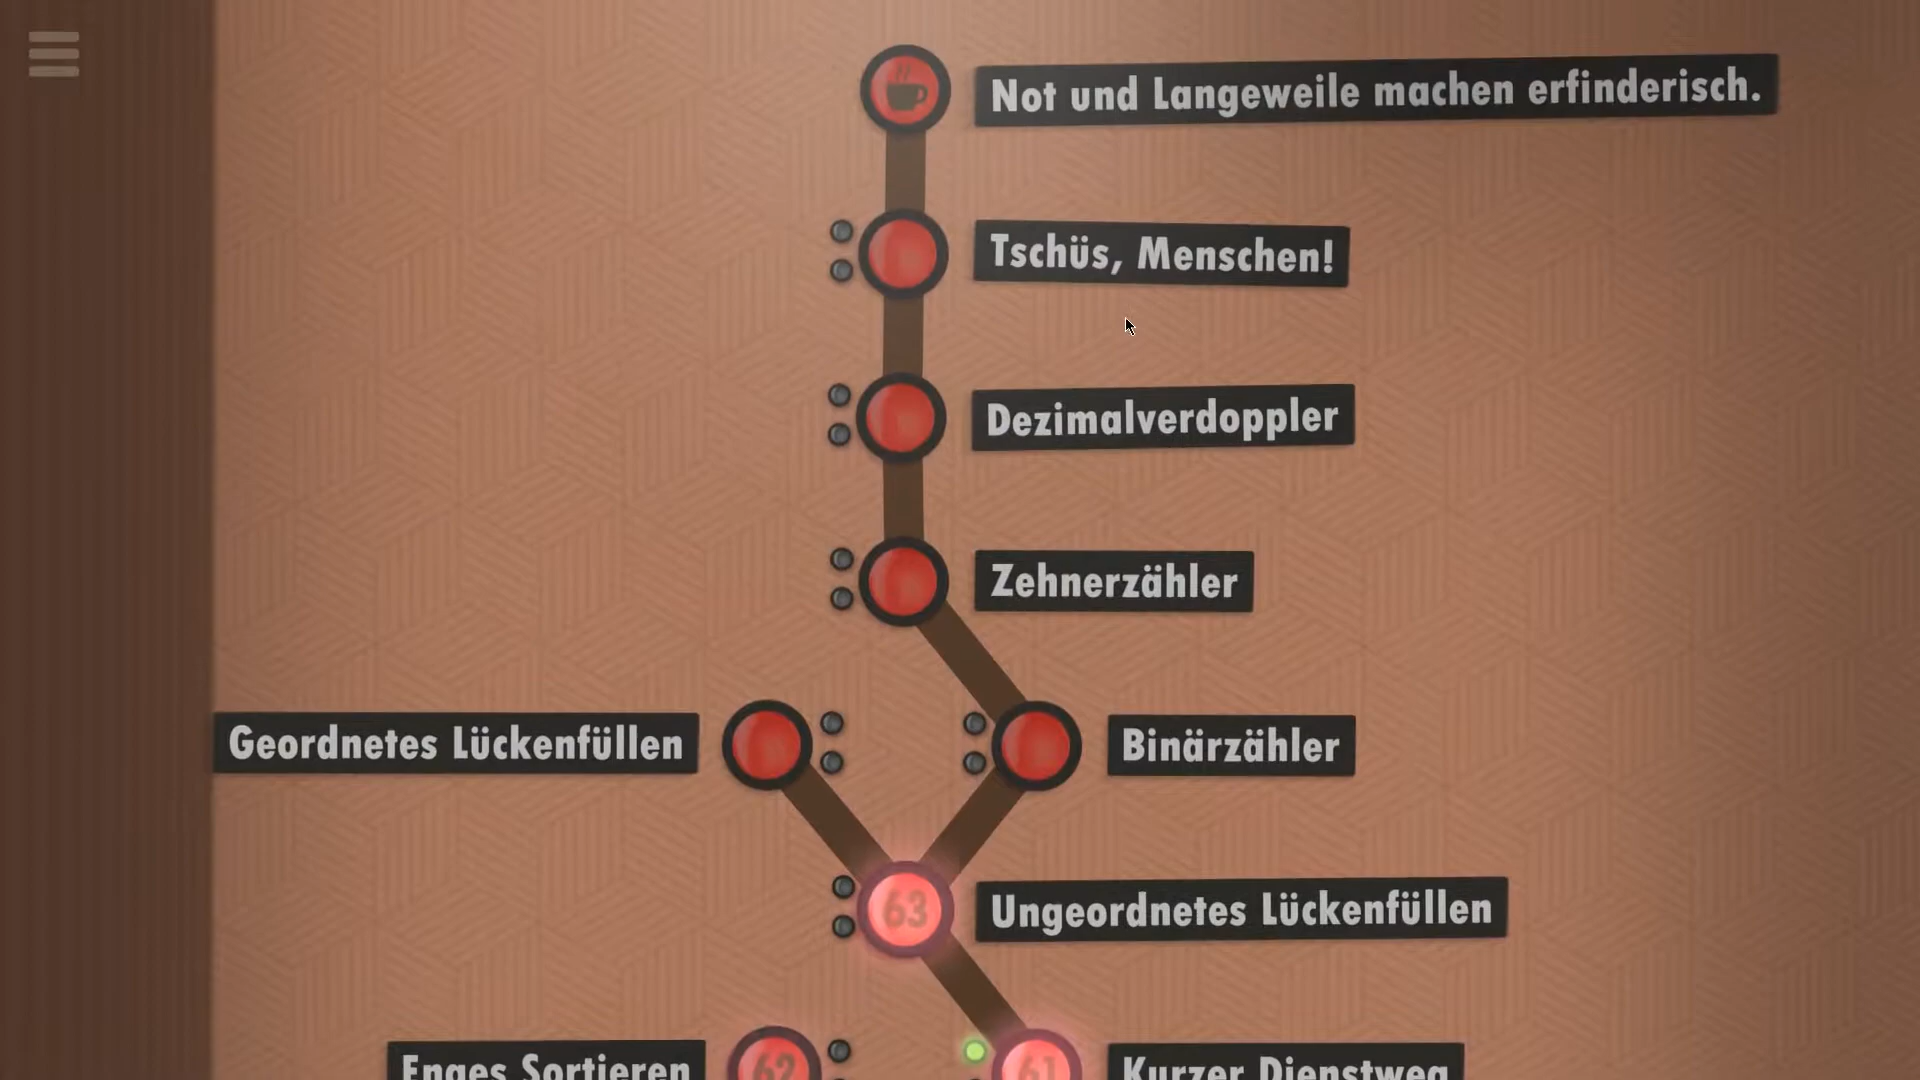 Not und Langeweile machen erfinderisch.
Tschüs, Menschen!
Dezimalverdoppler
Zehnerzähler
Geordnetes Lückenfüllen
Binärzähler
63
Ungeordnetes Lückenfüllen
Enges Sortieren
62
61
Kurzer Dienstweg